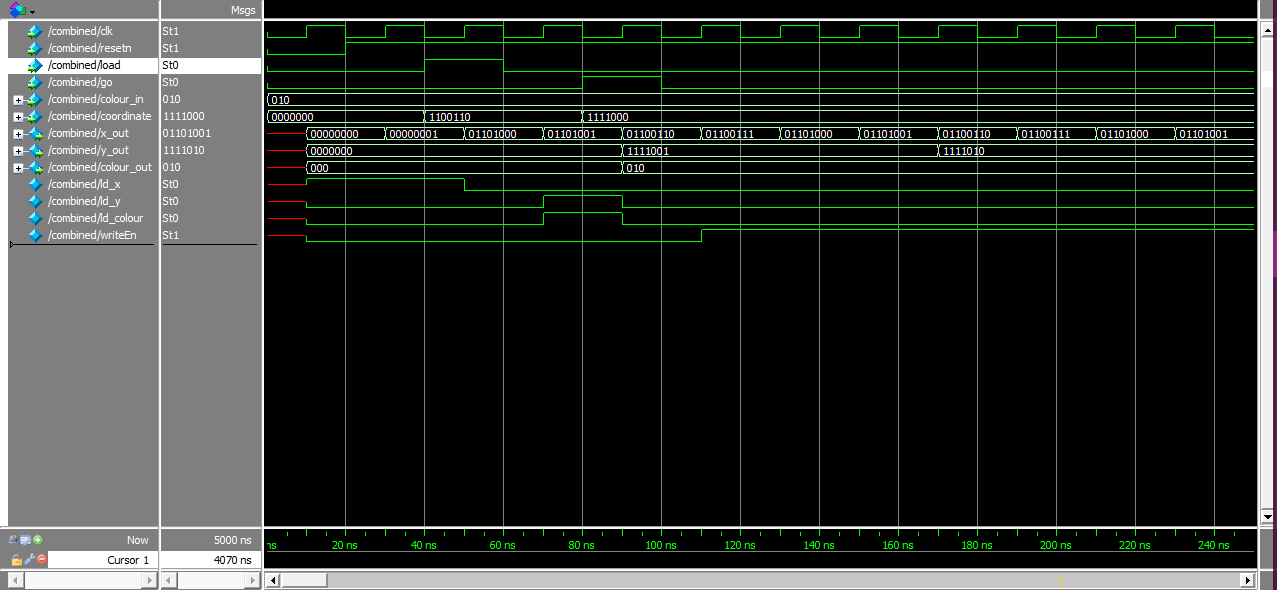 Msgs
/combined/clk St1
/combined/resetn St1
/combined/load St0
/combined/go St0
/combined/colour_in 010 010
/combined/coordinate 1111000 0000000 1100110 1111000
/combined/x_out 01101001 00000000 00000001 01101000 01101001 01100110 01100111 01101000 01101001 01100110 01100111 01101000 01101001
/combined/y_out 1111010 0000000 1111001 1111010
/combined/colour_out 010 000 010
/combined/ld_x St0
/combined/ld_y St0
/combined/ld_colour St0
/combined/writeEn St1
Now 5000 ns ns 20 ns 40 ns 60 ns 80 ns 100 ns 120 ns 140 ns 160 ns 180 ns 200 ns 220 ns 240 ns
Cursor 1 4070 ns